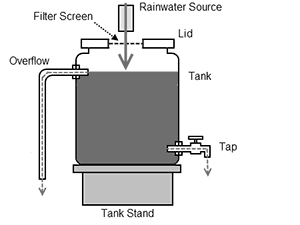 Rainwater Source
Filter Screen
Lid
Overflow
Tank
Tap
Tank Stand